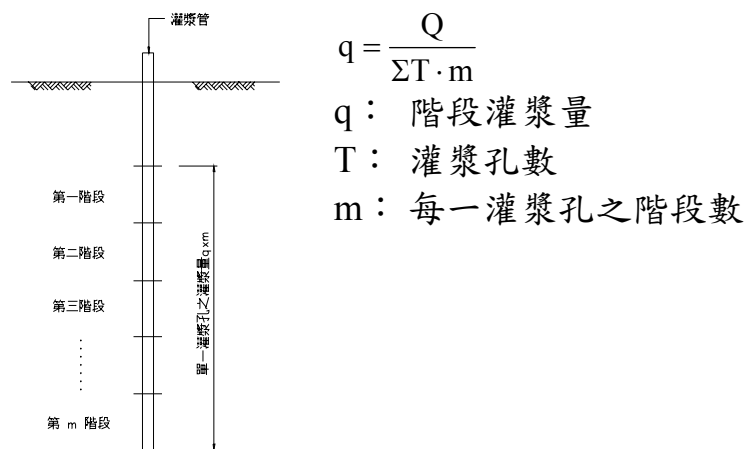 灌漿管
第一階段
第二階段
第三階段
第 m 階段
單一灌漿孔之灌漿量q x m
q = Q / ΣT · m
q： 階段灌漿量
T： 灌漿孔數
m： 每一灌漿孔之階段數